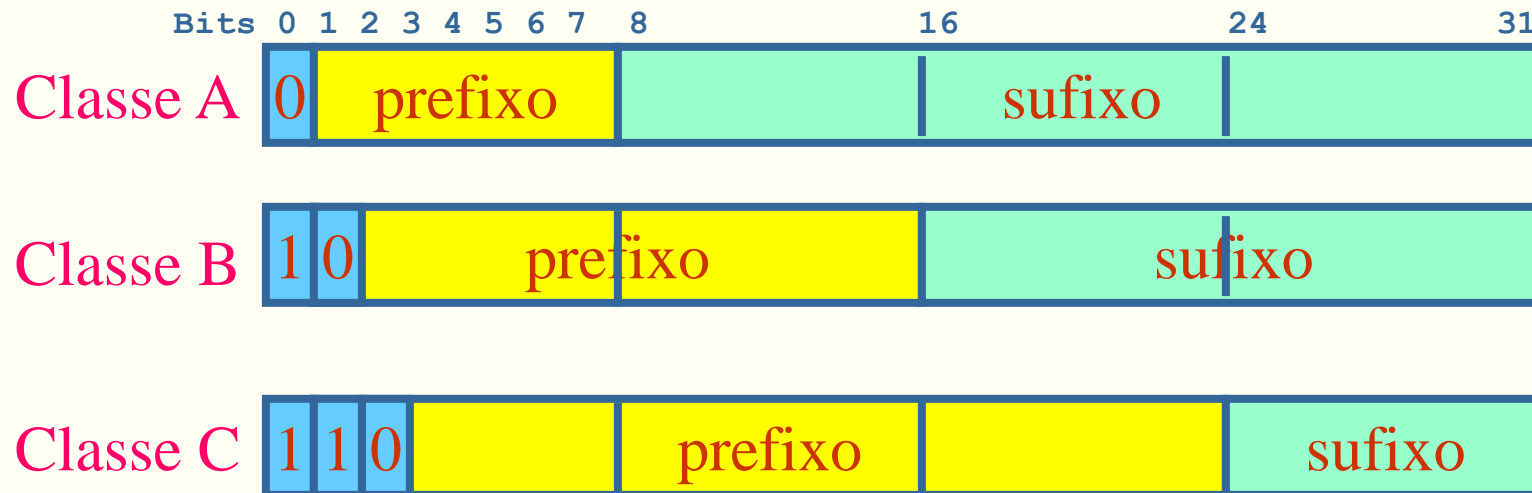 Bits 0 1 2 3 4 5 6 7 8 16 24 31
Classe A 0 prefixo sufixo
Classe B 1 0 prefixo sufixo
Classe C 1 1 0 prefixo sufixo